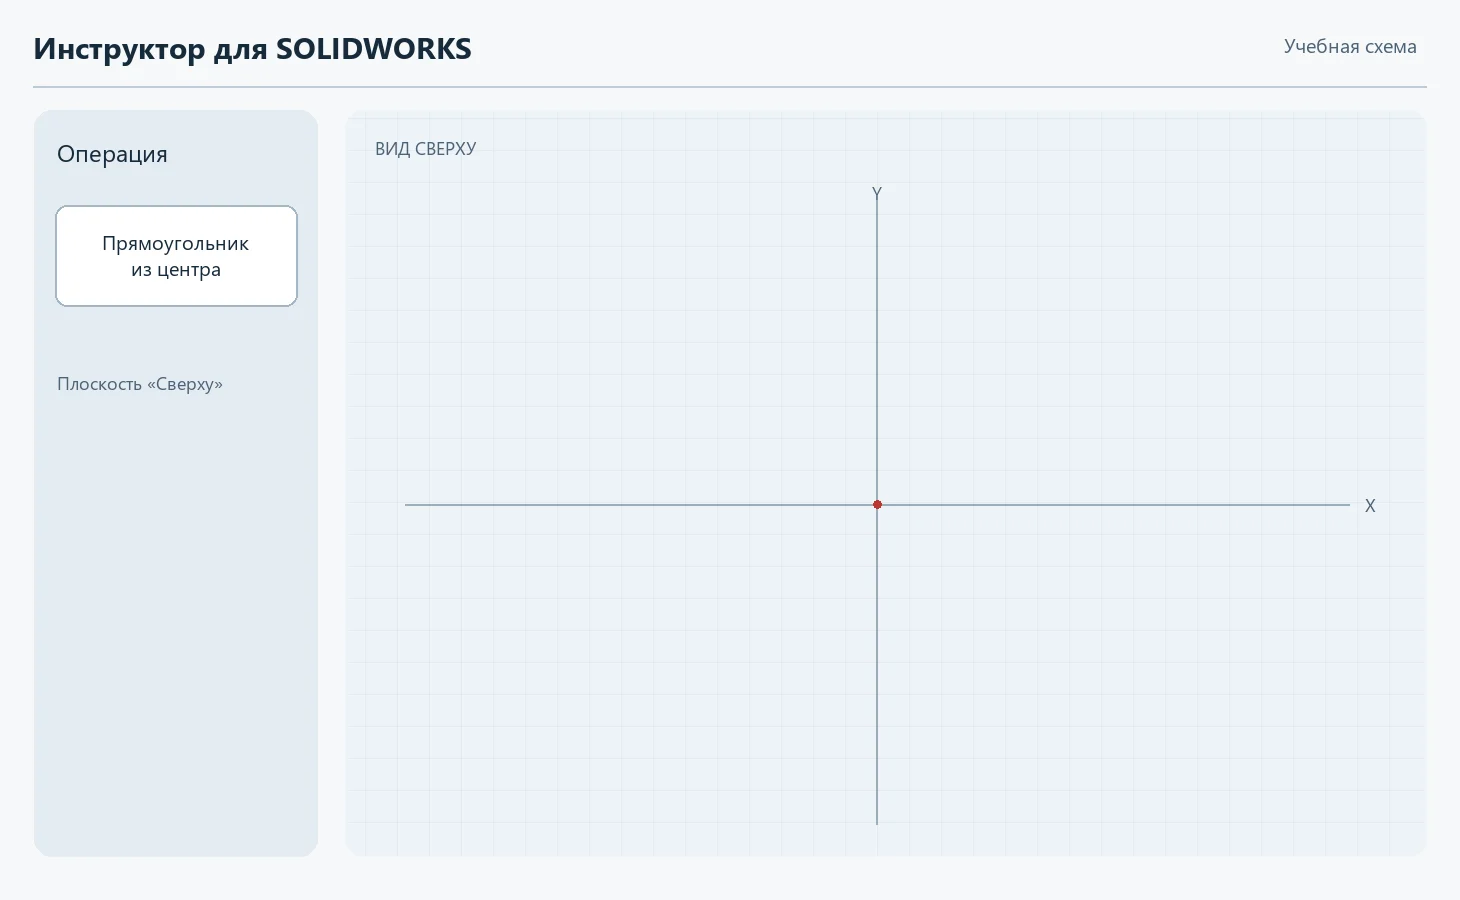 Инструктор для SOLIDWORKS
Учебная схема
Операция
Прямоугольник
из центра
Плоскость «Сверху»
ВИД СВЕРХУ
Y
X